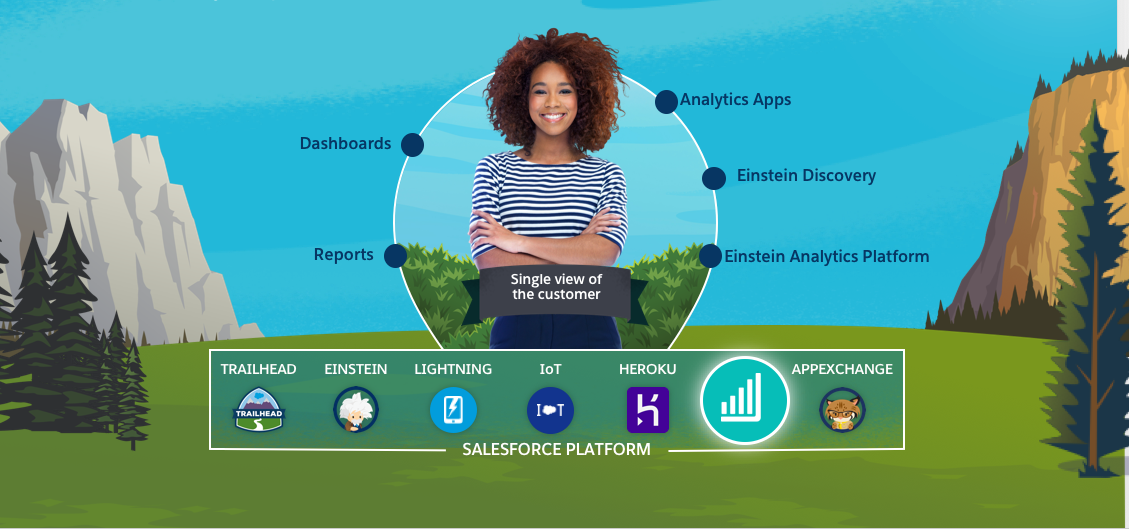 Analytics Apps
Dashboards
Einstein Discovery
Reports
Einstein Analytics Platform
Single view of
the customer
TRAILHEAD
EINSTEIN
LIGHTNING
IoT
HEROKU
APPEXCHANGE
TRAILHEAD
IoT
SALESFORCE PLATFORM